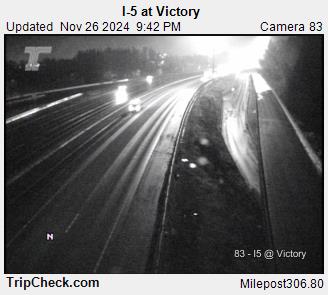 I-5 at Victory
Updated Nov 26 2024 9:42 PM Camera 83
N
83 - I5 @ Victory
TripCheck.com Milepost306.80